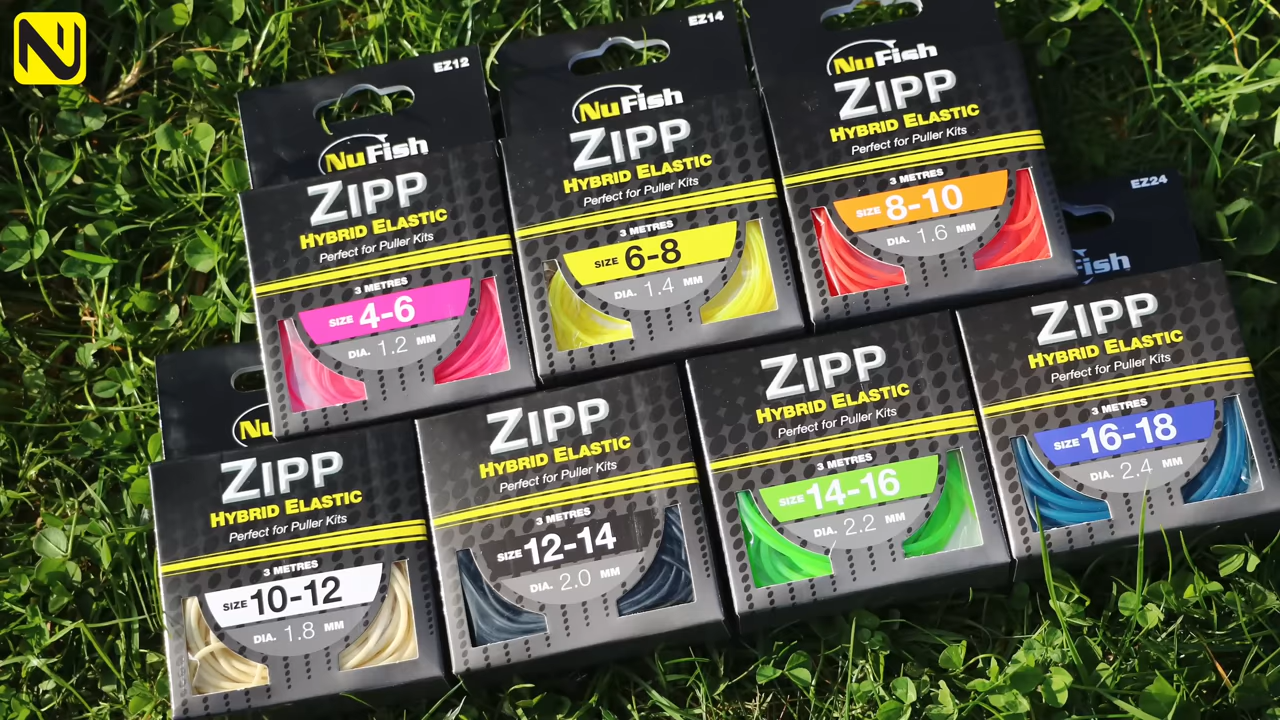 N
EZ12
NuFish
ZIPP
HYBRID ELASTIC
Perfect for Puller Kits
3 METRES
SIZE 4-6
DIA. 1.2 MM
EZ14
NuFish
ZIPP
HYBRID ELASTIC
Perfect for Puller Kits
3 METRES
SIZE 6-8
DIA. 1.4 MM
NuFish
ZIPP
HYBRID ELASTIC
Perfect for Puller Kits
3 METRES
SIZE 8-10
DIA. 1.6 MM
Nu
ZIPP
HYBRID ELASTIC
Perfect for Puller Kits
3 METRES
SIZE 10-12
DIA. 1.8 MM
ZIPP
HYBRID ELASTIC
Perfect for Puller Kits
3 METRES
SIZE 12-14
DIA. 2.0 MM
ZIPP
HYBRID ELASTIC
Perfect for Puller Kits
3 METRES
SIZE 14-16
DIA. 2.2 MM
EZ24
ish
ZIPP
HYBRID ELASTIC
Perfect for Puller Kits
3 METRES
SIZE 16-18
DIA. 2.4 MM